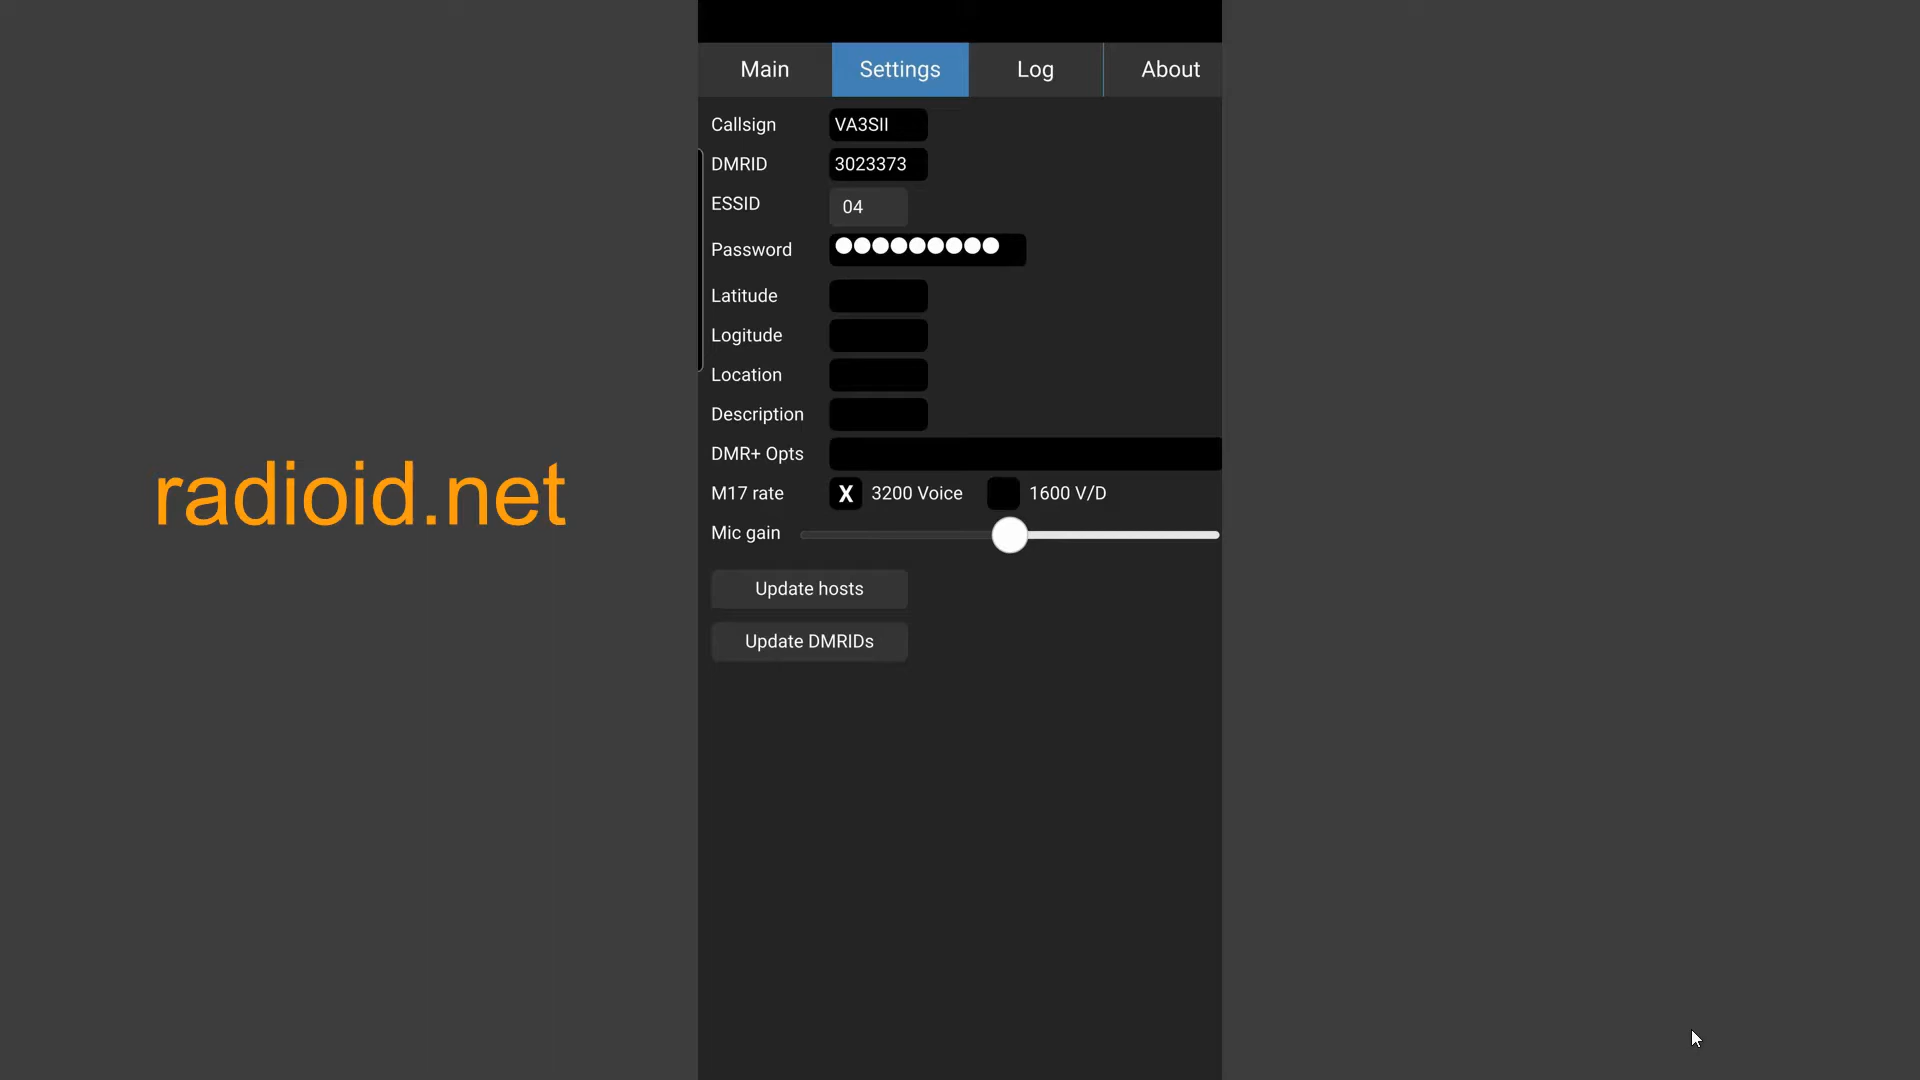 Main Settings Log About
Callsign VA3SII
DMRID 3023373
ESSID 04
Password
Latitude
Logitude
Location
Description
DMR+ Opts
M17 rate X 3200 Voice 1600 V/D
Mic gain
Update hosts
Update DMRIDs
radioid.net